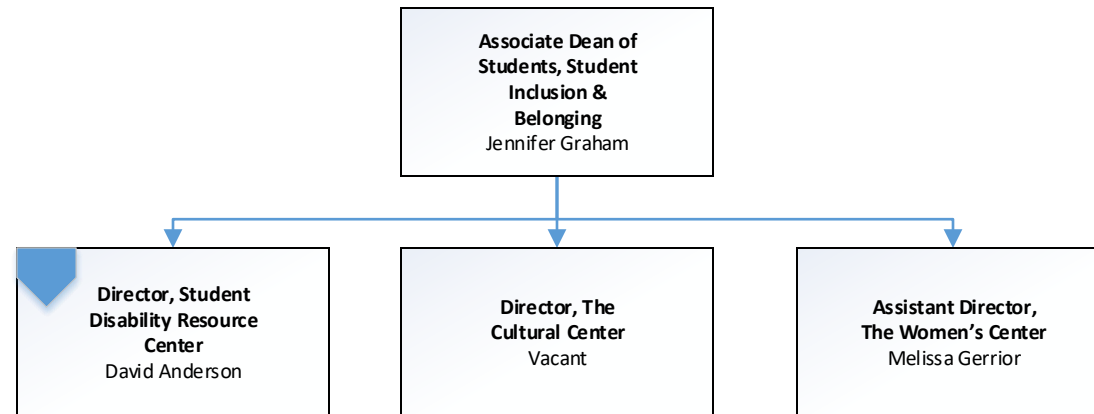 Associate Dean of
Students, Student
Inclusion &
Belonging
Jennifer Graham
Director, Student
Disability Resource
Center
David Anderson
Director, The
Cultural Center
Vacant
Assistant Director,
The Women’s Center
Melissa Gerrior